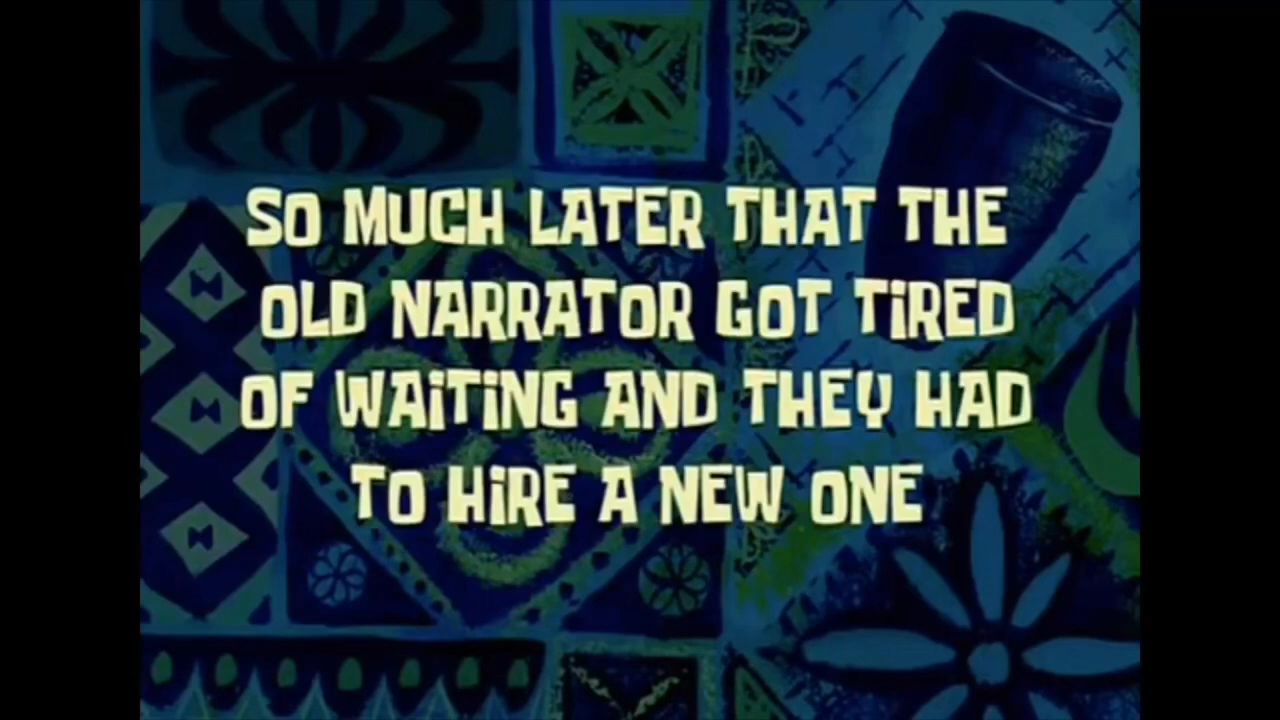 SO MUCH LATER THAT THE
OLD NARRATOR GOT TiRED
OF WAiTiNG AND THEY HAD
TO HiRE A NEW ONE